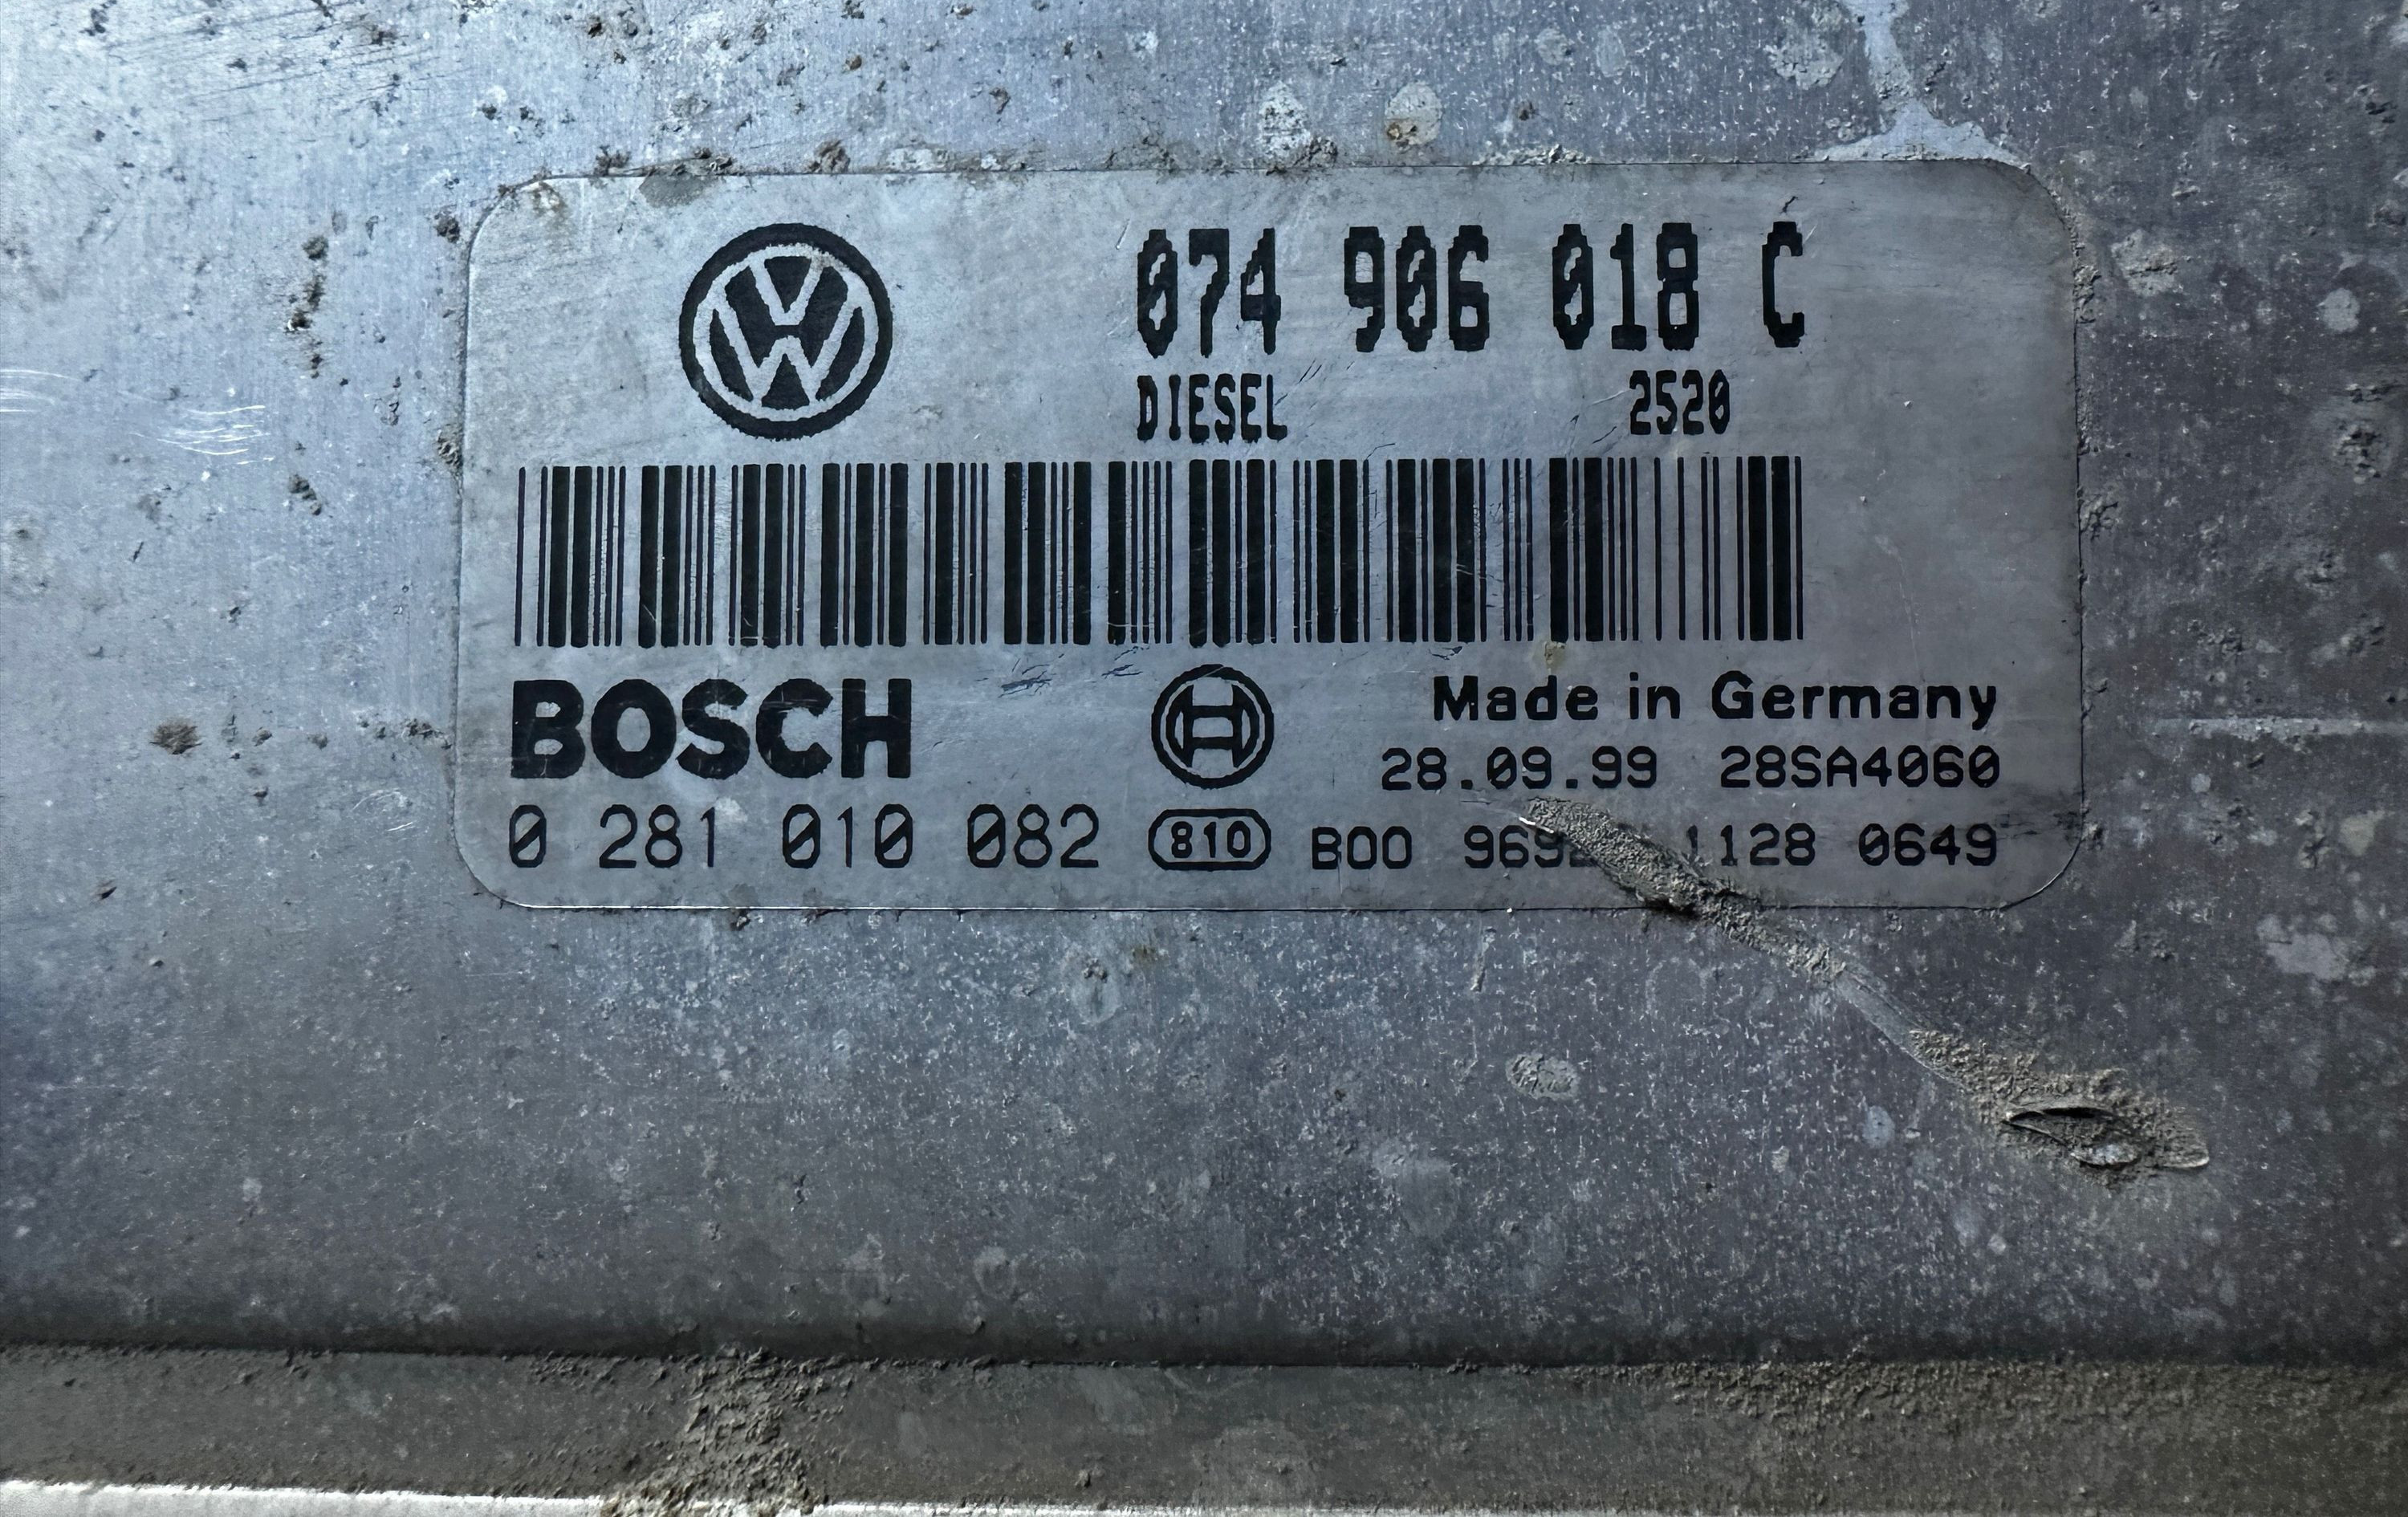 074 906 018 C
DIESEL 2520
BOSCH
Made in Germany
28.09.99 28SA4060
0 281 010 082 810 B00 1128 0649